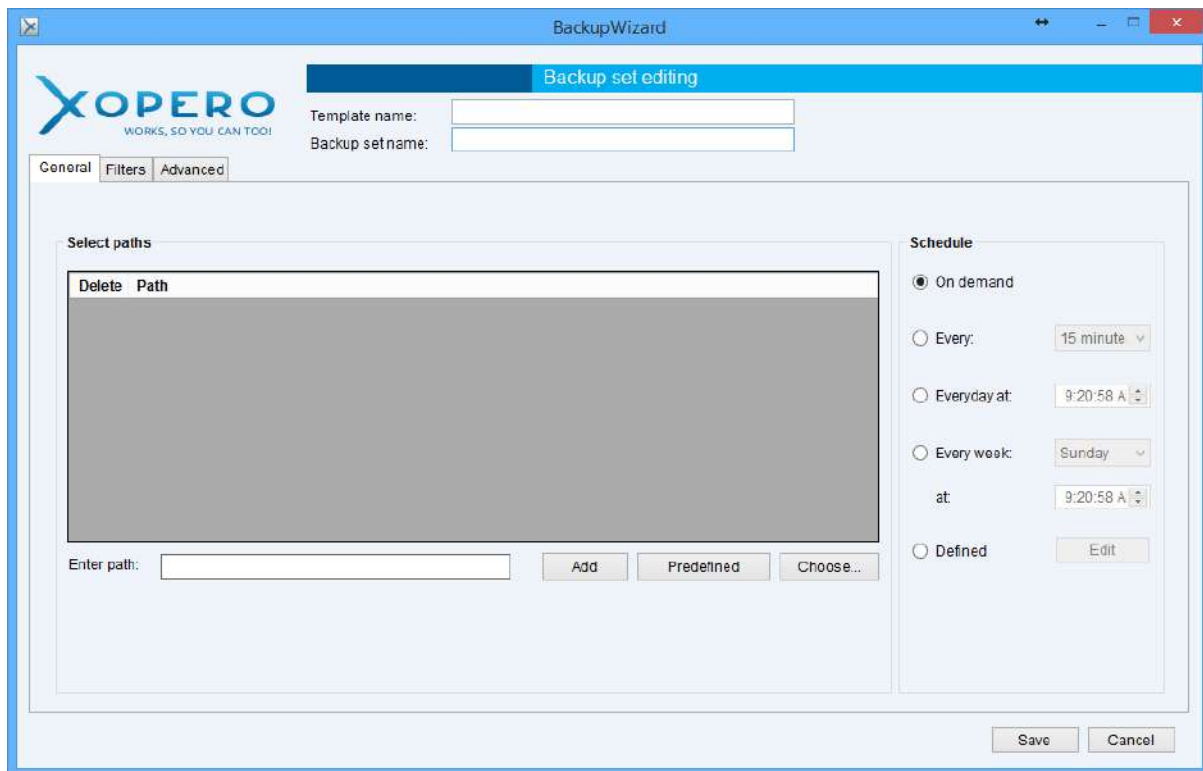 BackupWizard
XOPERO
WORKS, SO YOU CAN TOO!
Backup set editing
Template name:
Backup set name:
General Filters Advanced
Select paths
Delete Path
Enter path:
Add Predefined Choose...
Schedule
On demand
Every: 15 minute
Everyday at: 9:20:58 A
Every week: Sunday
at: 9:20:58 A
Defined Edit
Save Cancel